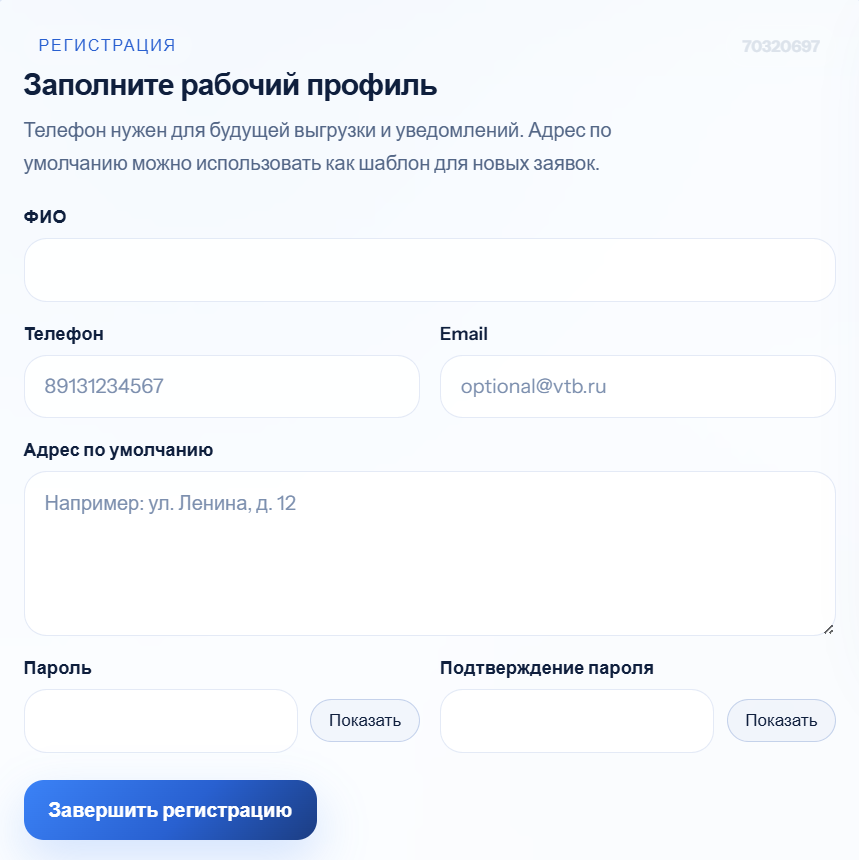 РЕГИСТРАЦИЯ
70320697
Заполните рабочий профиль
Телефон нужен для будущей выгрузки и уведомлений. Адрес по
умолчанию можно использовать как шаблон для новых заявок.
ФИО
Телефон
Email
89131234567
optional@vtb.ru
Адрес по умолчанию
Например: ул. Ленина, д. 12
Пароль
Подтверждение пароля
Показать
Показать
Завершить регистрацию